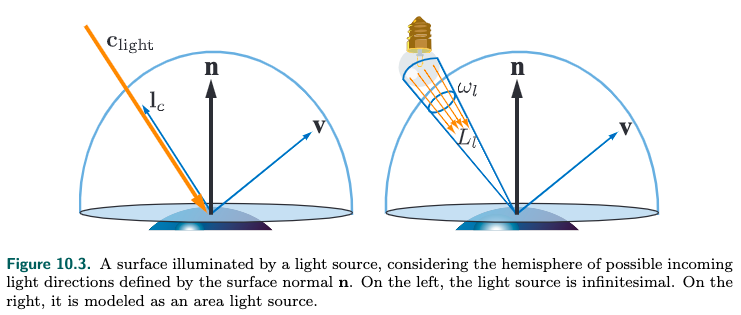 c_light
n
l_c
v
n
ω_l
L_l
v
Figure 10.3. A surface illuminated by a light source, considering the hemisphere of possible incoming
light directions defined by the surface normal n. On the left, the light source is infinitesimal. On the
right, it is modeled as an area light source.